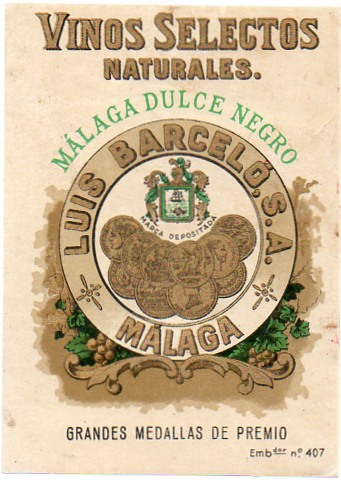 VINOS SELECTOS
NATURALES.
MÁLAGA DULCE NEGRO
LUIS BARCELÓ, S.A.
MARCA DEPOSITADA
MÁLAGA
GRANDES MEDALLAS DE PREMIO
Embdor nº 407